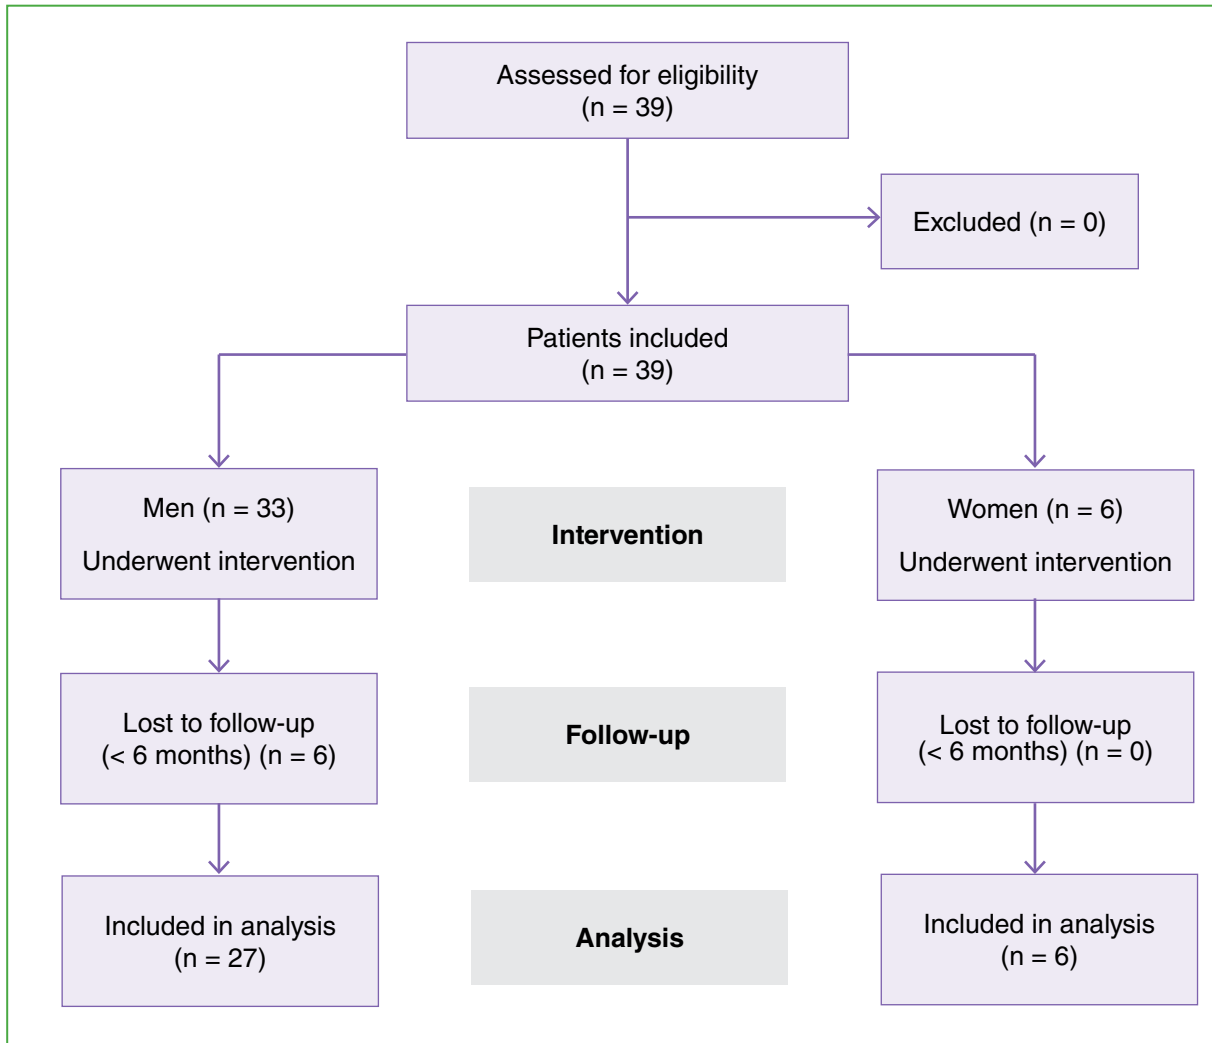 Assessed for eligibility
(n = 39)
Excluded (n = 0)
Patients included
(n = 39)
Men (n = 33)
Underwent intervention
Intervention
Women (n = 6)
Underwent intervention
Lost to follow-up
(< 6 months) (n = 6)
Follow-up
Lost to follow-up
(< 6 months) (n = 0)
Included in analysis
(n = 27)
Analysis
Included in analysis
(n = 6)